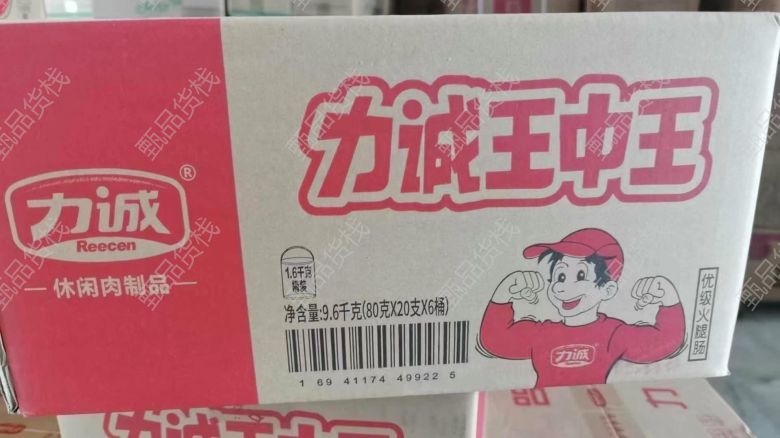 力诚王中王
力诚
®
Reecen
休闲肉制品
1.6千克
桶装
净含量:9.6千克(80克X20支X6桶)
1 69 41174 49922 5
优级火腿肠
力诚
甄品货栈